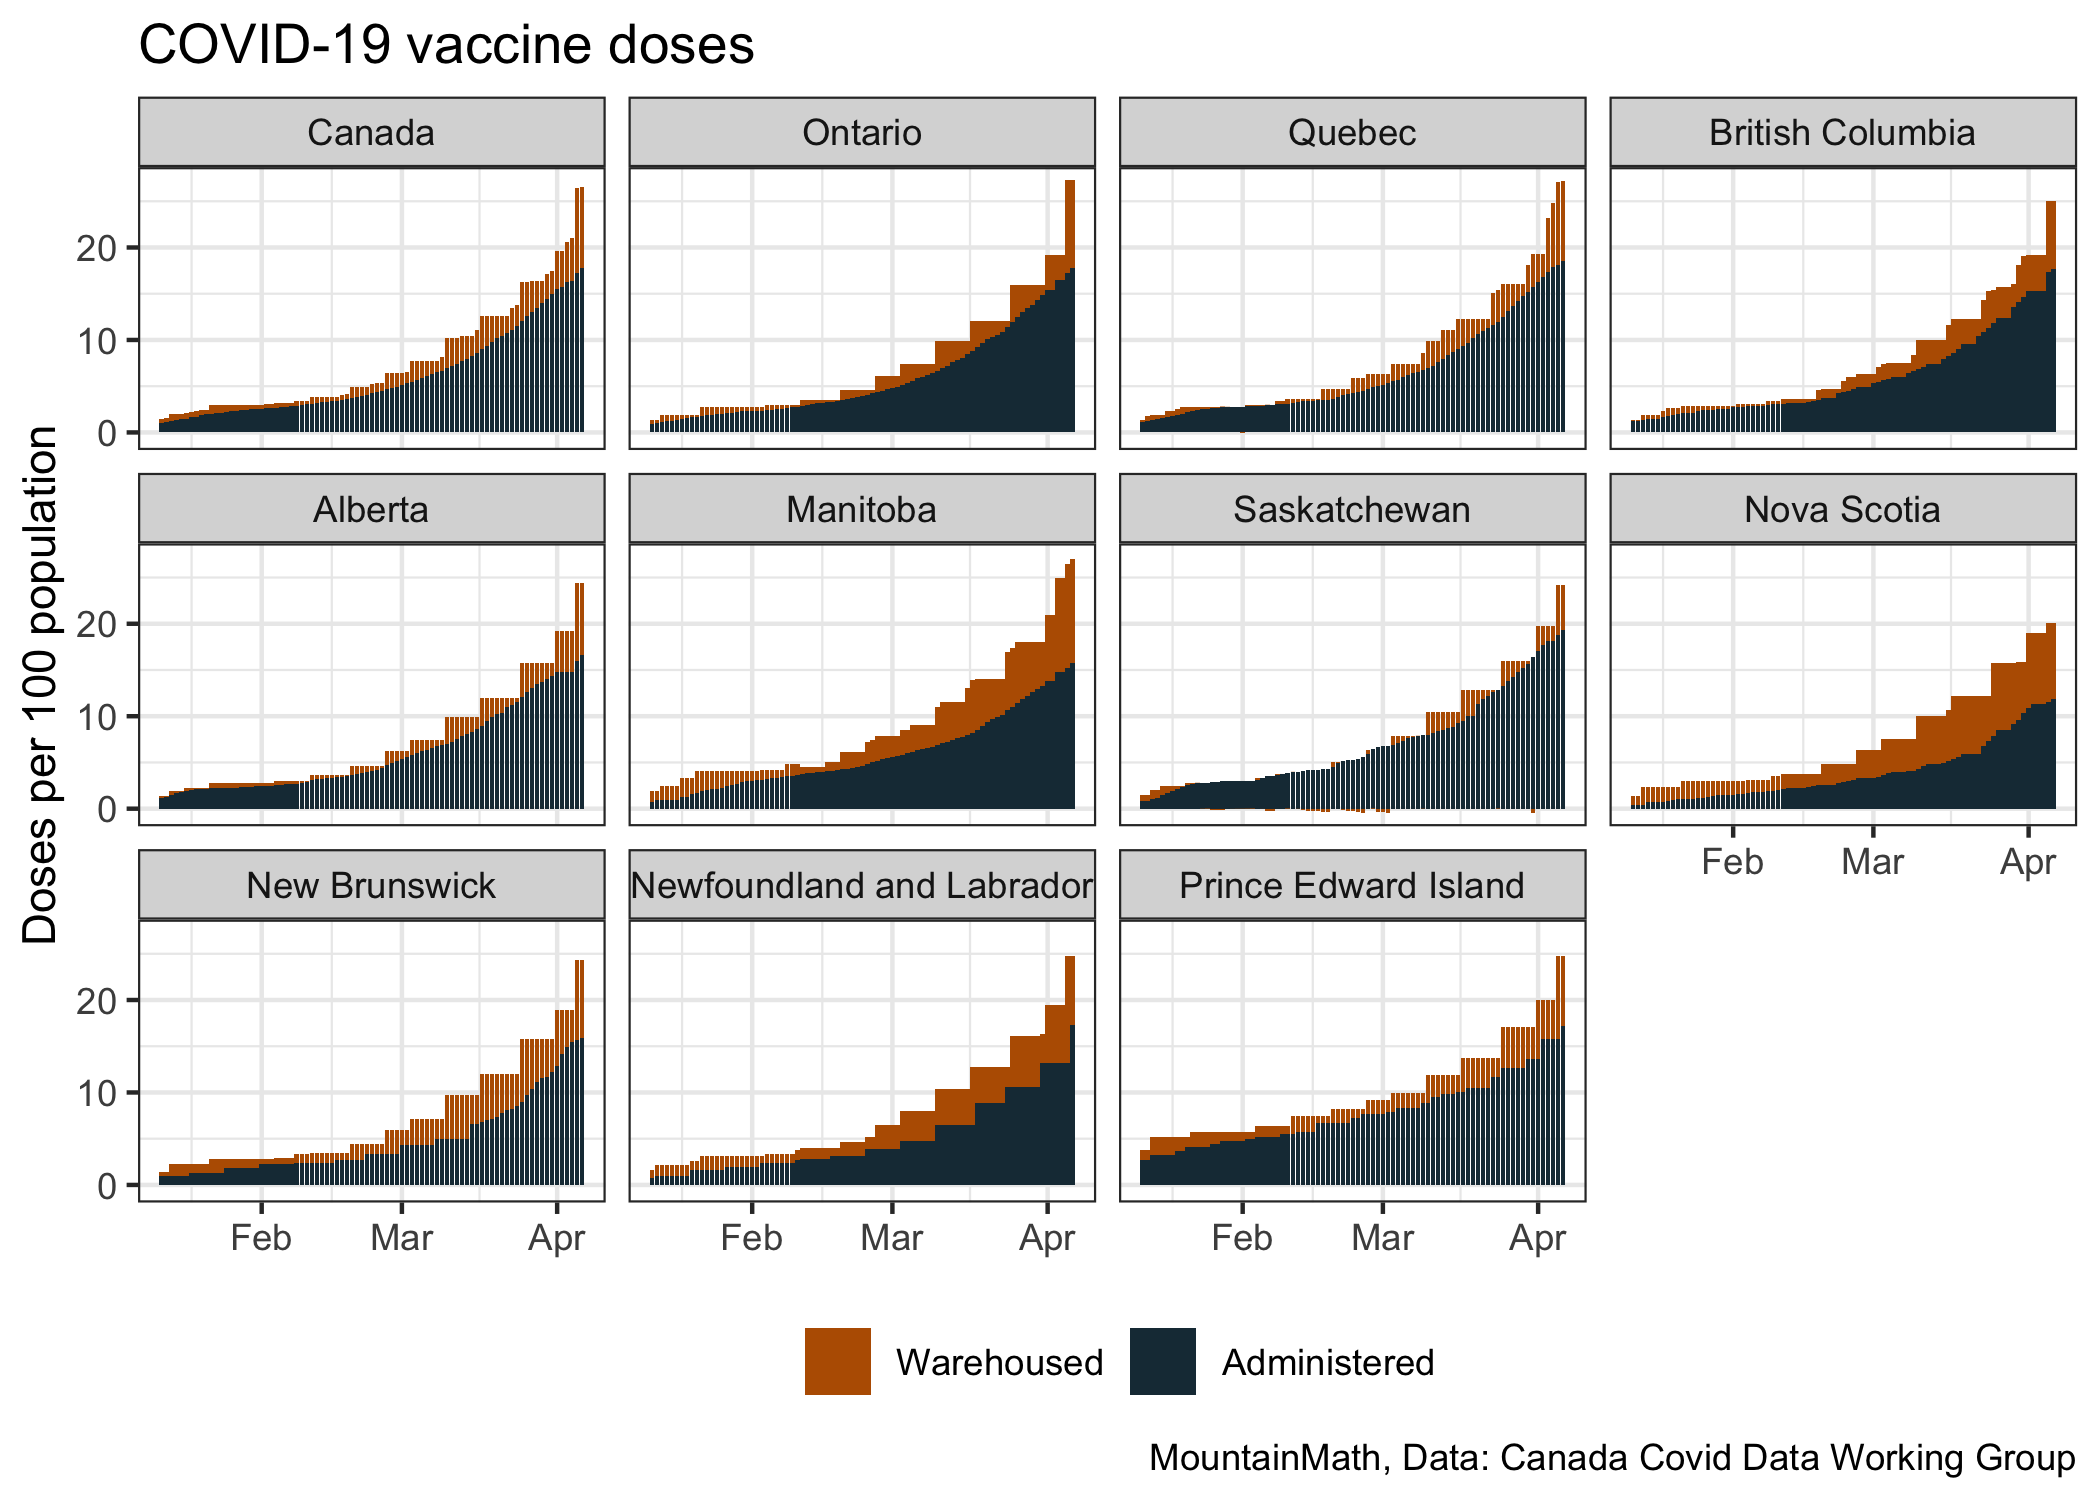 COVID-19 vaccine doses
Canada
Ontario
Quebec
British Columbia
20
10
0
Alberta
Manitoba
Saskatchewan
Nova Scotia
20
10
0
Feb Mar Apr
New Brunswick
Newfoundland and Labrador
Prince Edward Island
20
10
0
Feb Mar Apr
Feb Mar Apr
Feb Mar Apr
Doses per 100 population
Warehoused
Administered
MountainMath, Data: Canada Covid Data Working Group